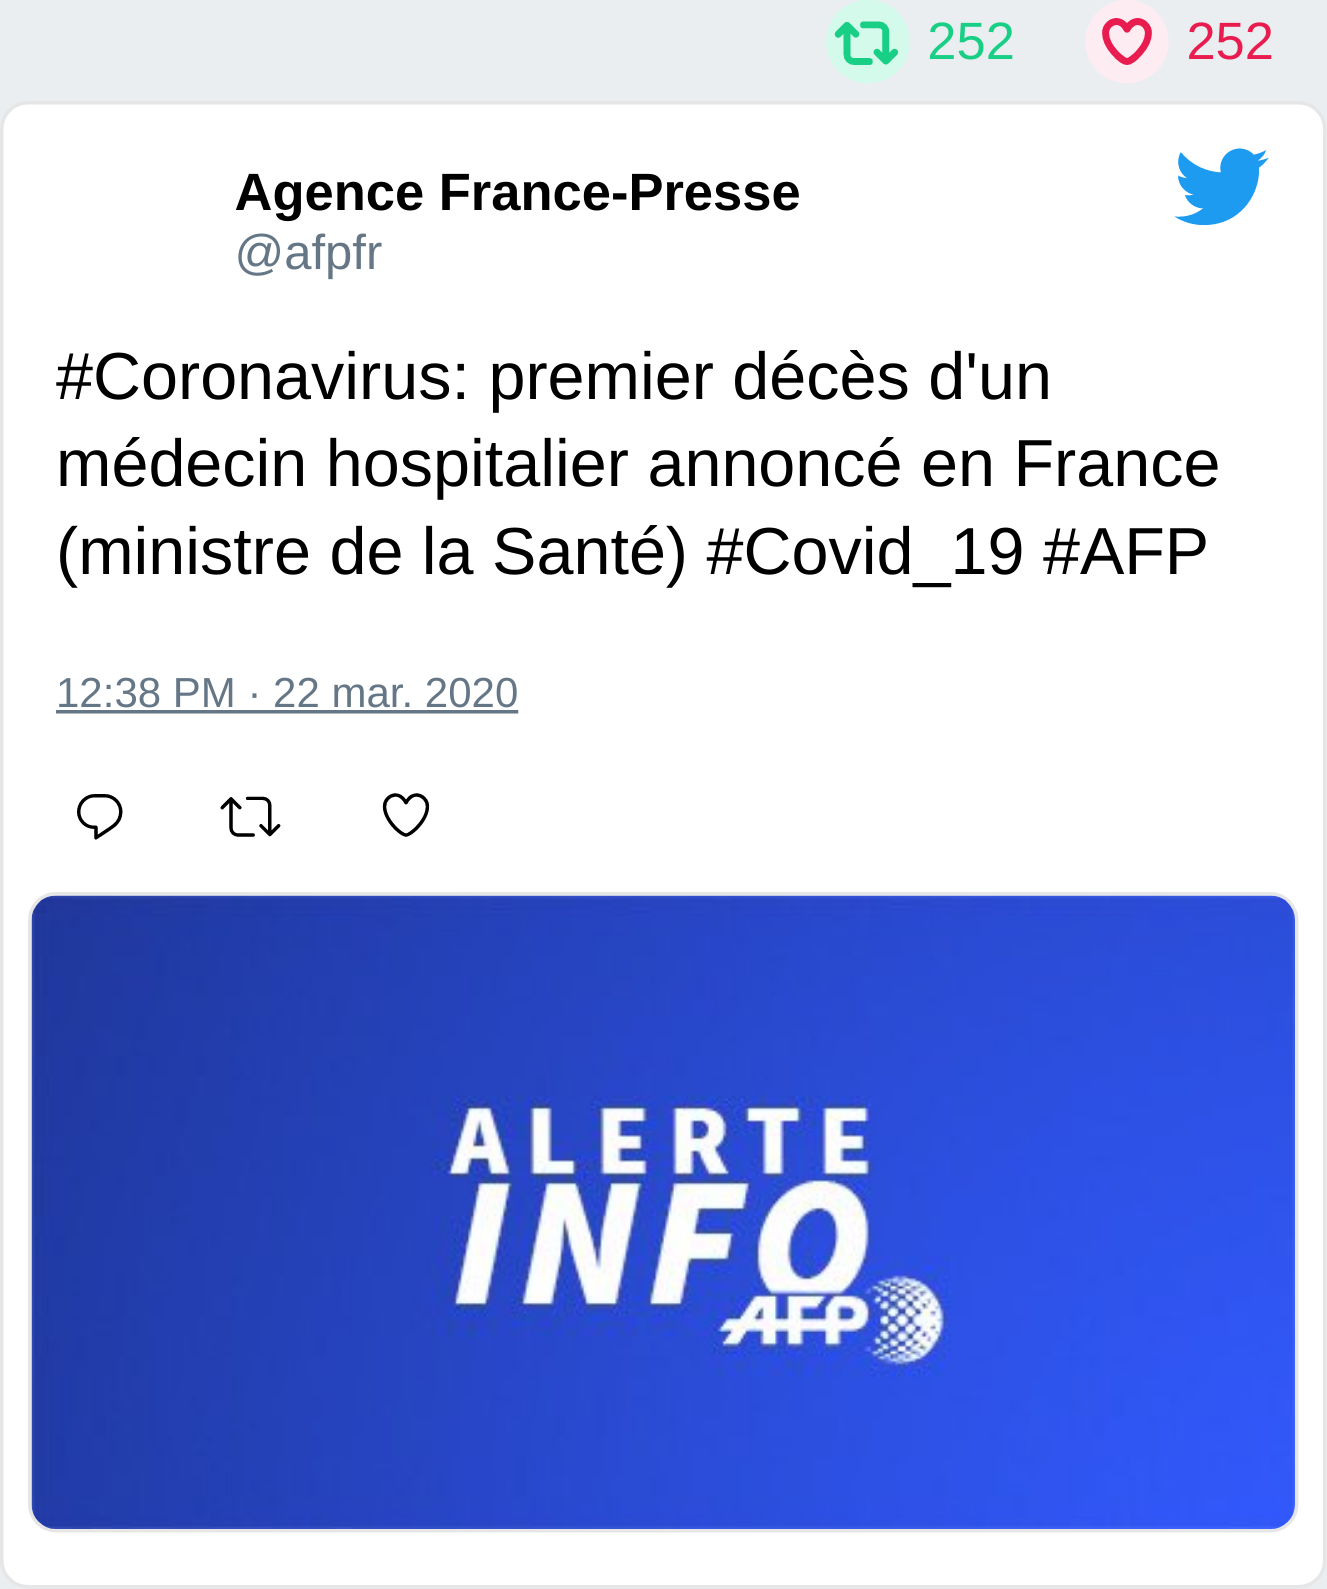 252 252
Agence France-Presse
@afpfr
#Coronavirus: premier décès d'un
médecin hospitalier annoncé en France
(ministre de la Santé) #Covid_19 #AFP
12:38 PM · 22 mar. 2020
ALERTE
INFO
AFP